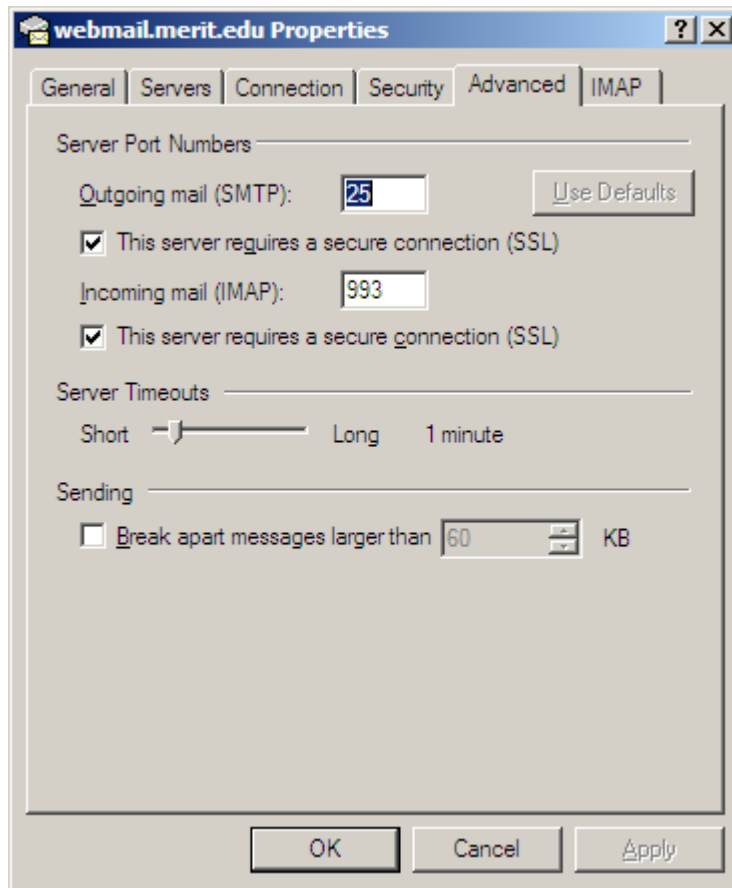 webmail.merit.edu Properties
General Servers Connection Security Advanced IMAP
Server Port Numbers
Outgoing mail (SMTP): 25 Use Defaults
This server requires a secure connection (SSL)
Incoming mail (IMAP): 993
This server requires a secure connection (SSL)
Server Timeouts
Short Long 1 minute
Sending
Break apart messages larger than 60 KB
OK Cancel Apply